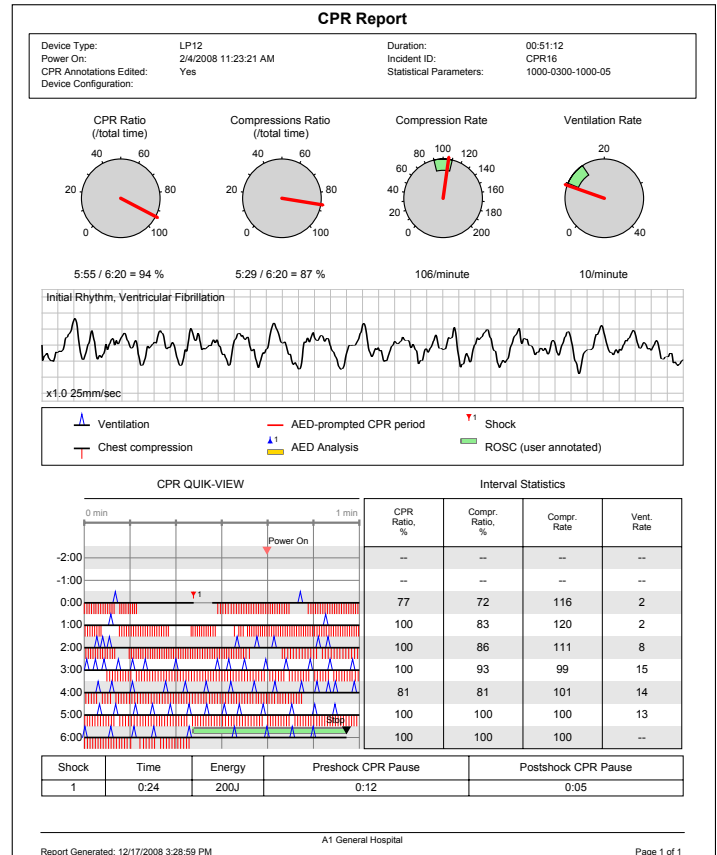 CPR Report
Device Type: LP12 Duration: 00:51:12
Power On: 2/4/2008 11:23:21 AM Incident ID: CPR16
CPR Annotations Edited: Yes Statistical Parameters: 1000-0300-1000-05
Device Configuration:
CPR Ratio Compressions Ratio Compression Rate Ventilation Rate
(/total time) (/total time)
40 60 40 60 80 100 120 20
20 80 20 80 60 140
40 160
20 180
0 100 0 100 0 200 0 40
5:55 / 6:20 = 94 % 5:29 / 6:20 = 87 % 106/minute 10/minute
Initial Rhythm, Ventricular Fibrillation
x1.0 25mm/sec
Ventilation AED-prompted CPR period 1 Shock
Chest compression 1 AED Analysis ROSC (user annotated)
CPR QUIK-VIEW Interval Statistics
0 min 1 min CPR Ratio, % Compr. Ratio, % Compr. Rate Vent. Rate
Power On
-2:00 -- -- -- --
-1:00 -- -- -- --
0:00 1 77 72 116 2
1:00 100 83 120 2
2:00 100 86 111 8
3:00 100 93 99 15
4:00 81 81 101 14
5:00 100 100 100 13
Stop
6:00 100 100 100 --
Shock Time Energy Preshock CPR Pause Postshock CPR Pause
1 0:24 200J 0:12 0:05
A1 General Hospital
Report Generated: 12/17/2008 3:28:59 PM Page 1 of 1